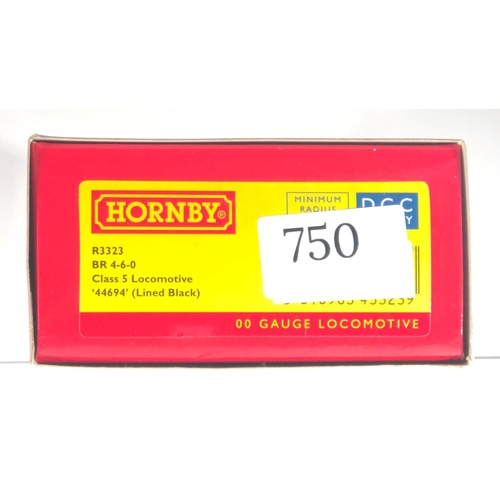 HORNBY®
R3323
BR 4-6-0
Class 5 Locomotive
'44694' (Lined Black)
MINIMUM
RADIUS
DCC
750
00 GAUGE LOCOMOTIVE